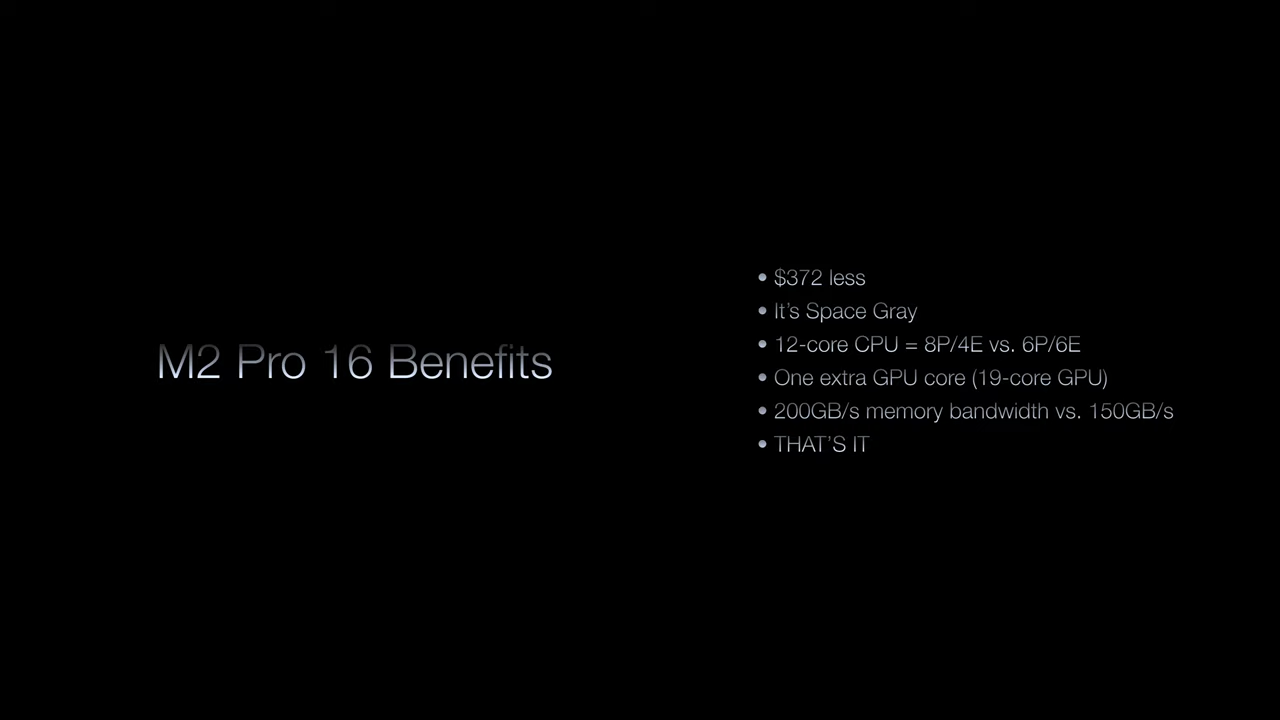 M2 Pro 16 Benefits
• $372 less
• It’s Space Gray
• 12-core CPU = 8P/4E vs. 6P/6E
• One extra GPU core (19-core GPU)
• 200GB/s memory bandwidth vs. 150GB/s
• THAT’S IT